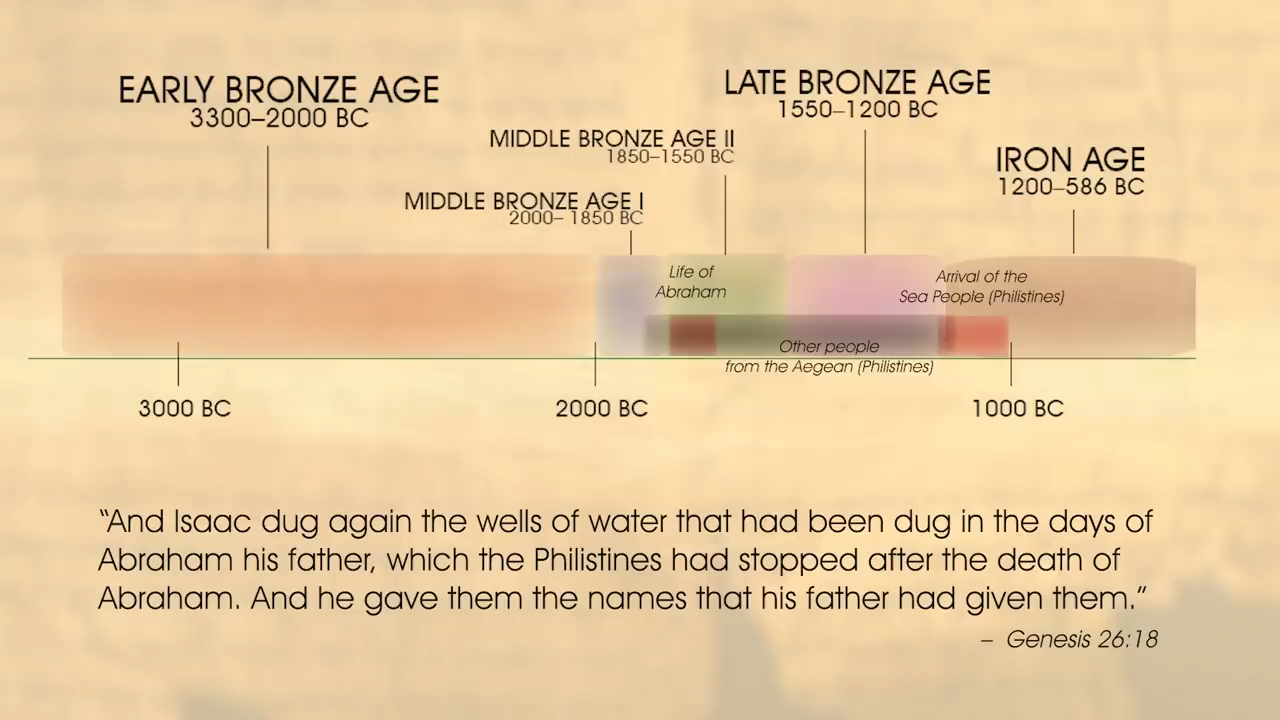 EARLY BRONZE AGE
3300–2000 BC
LATE BRONZE AGE
1550–1200 BC
MIDDLE BRONZE AGE II
1850–1550 BC
IRON AGE
1200–586 BC
MIDDLE BRONZE AGE I
2000– 1850 BC
Life of
Abraham
Arrival of the
Sea People (Philistines)
Other people
from the Aegean (Philistines)
3000 BC
2000 BC
1000 BC
“And Isaac dug again the wells of water that had been dug in the days of
Abraham his father, which the Philistines had stopped after the death of
Abraham. And he gave them the names that his father had given them.”
– Genesis 26:18